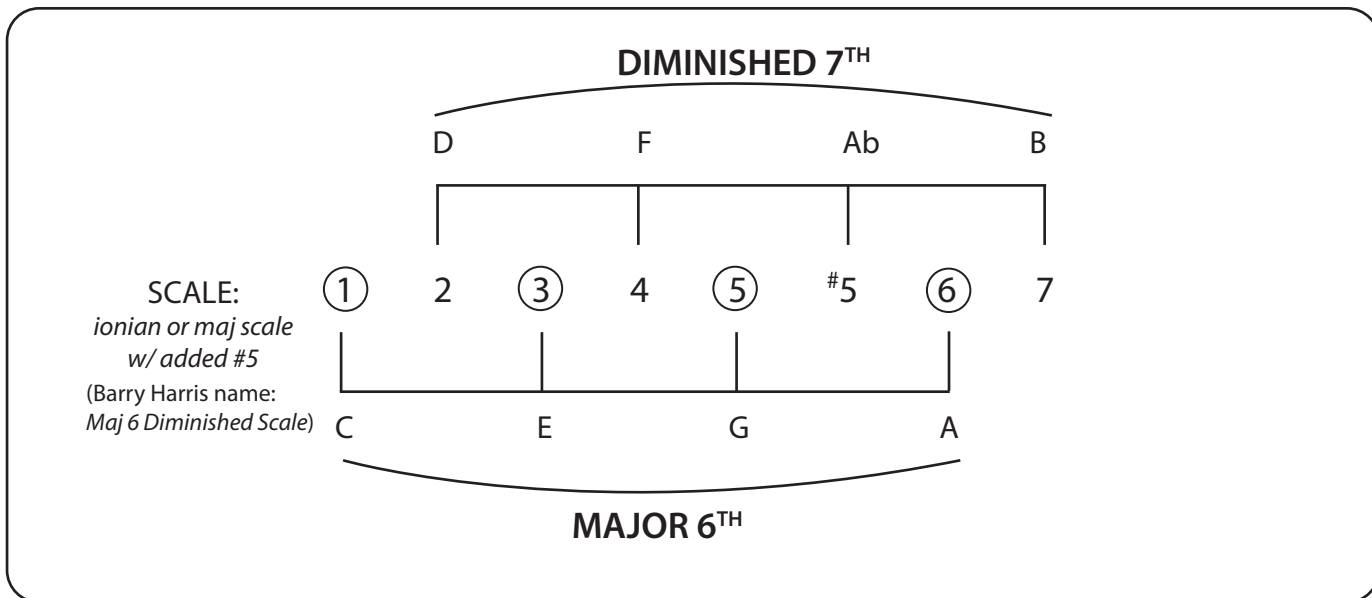 DIMINISHED 7TH
D F Ab B
SCALE: 1 2 3 4 5 #5 6 7
ionian or maj scale
w/ added #5
(Barry Harris name:
Maj 6 Diminished Scale)
C E G A
MAJOR 6TH